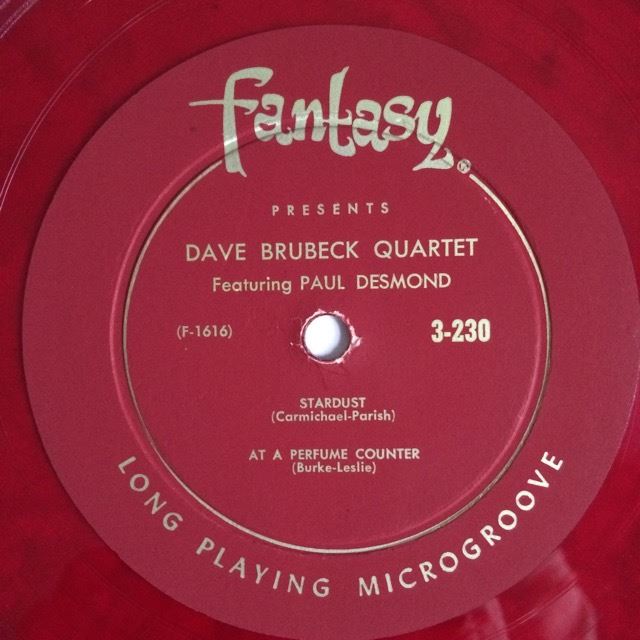 fantasy®
PRESENTS
DAVE BRUBECK QUARTET
Featuring PAUL DESMOND
(F-1616) 3-230
STARDUST
(Carmichael-Parish)
AT A PERFUME COUNTER
(Burke-Leslie)
LONG PLAYING MICROGROOVE